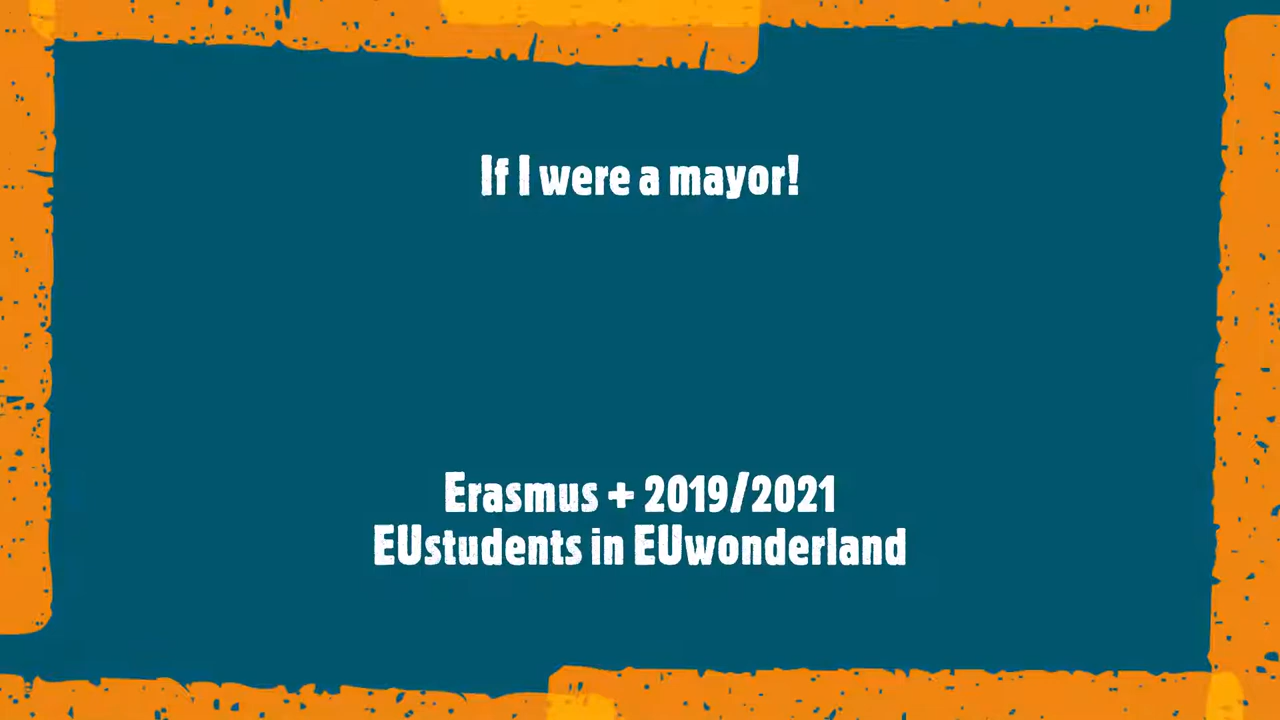 If I were a mayor!
Erasmus + 2019/2021
EUstudents in EUwonderland